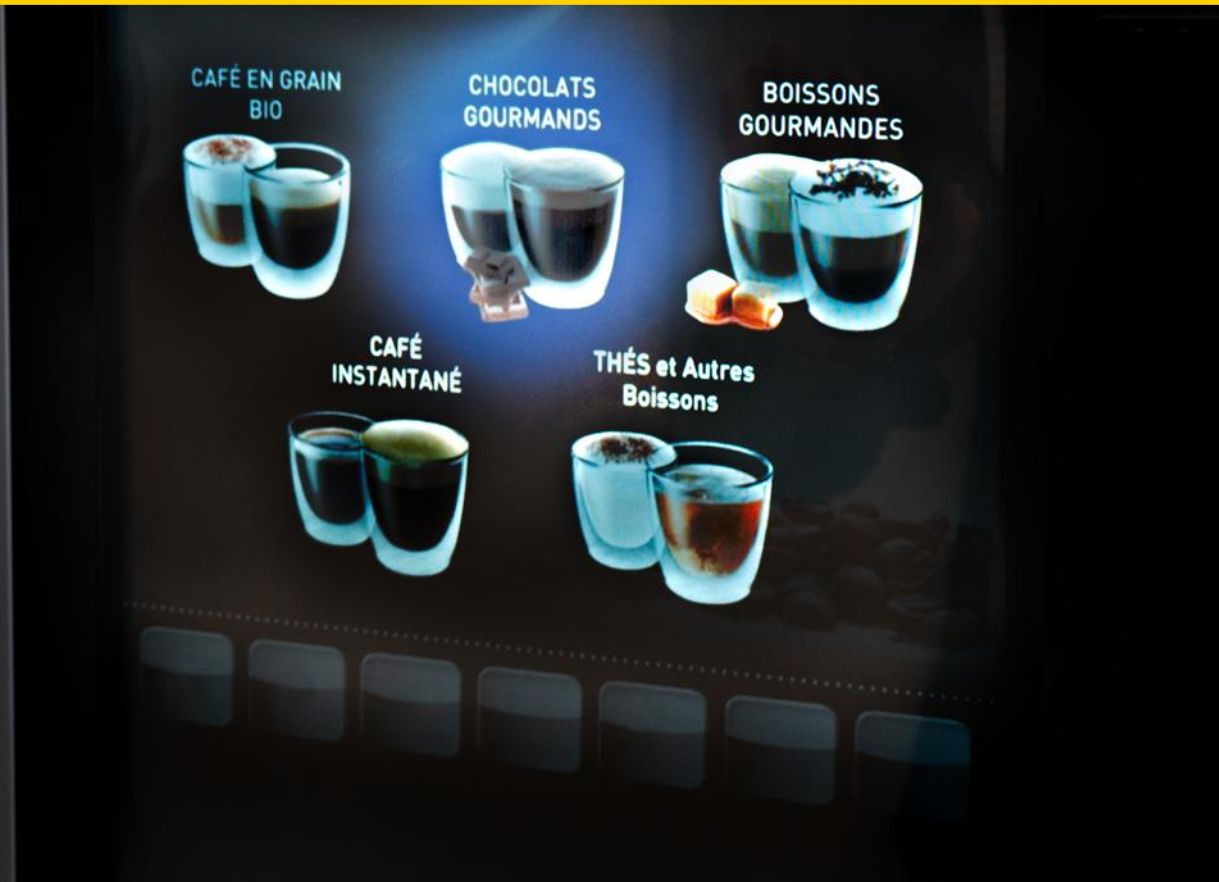 CAFÉ EN GRAIN
BIO
CHOCOLATS
GOURMANDS
BOISSONS
GOURMANDES
CAFÉ
INSTANTANÉ
THÉS et Autres
Boissons